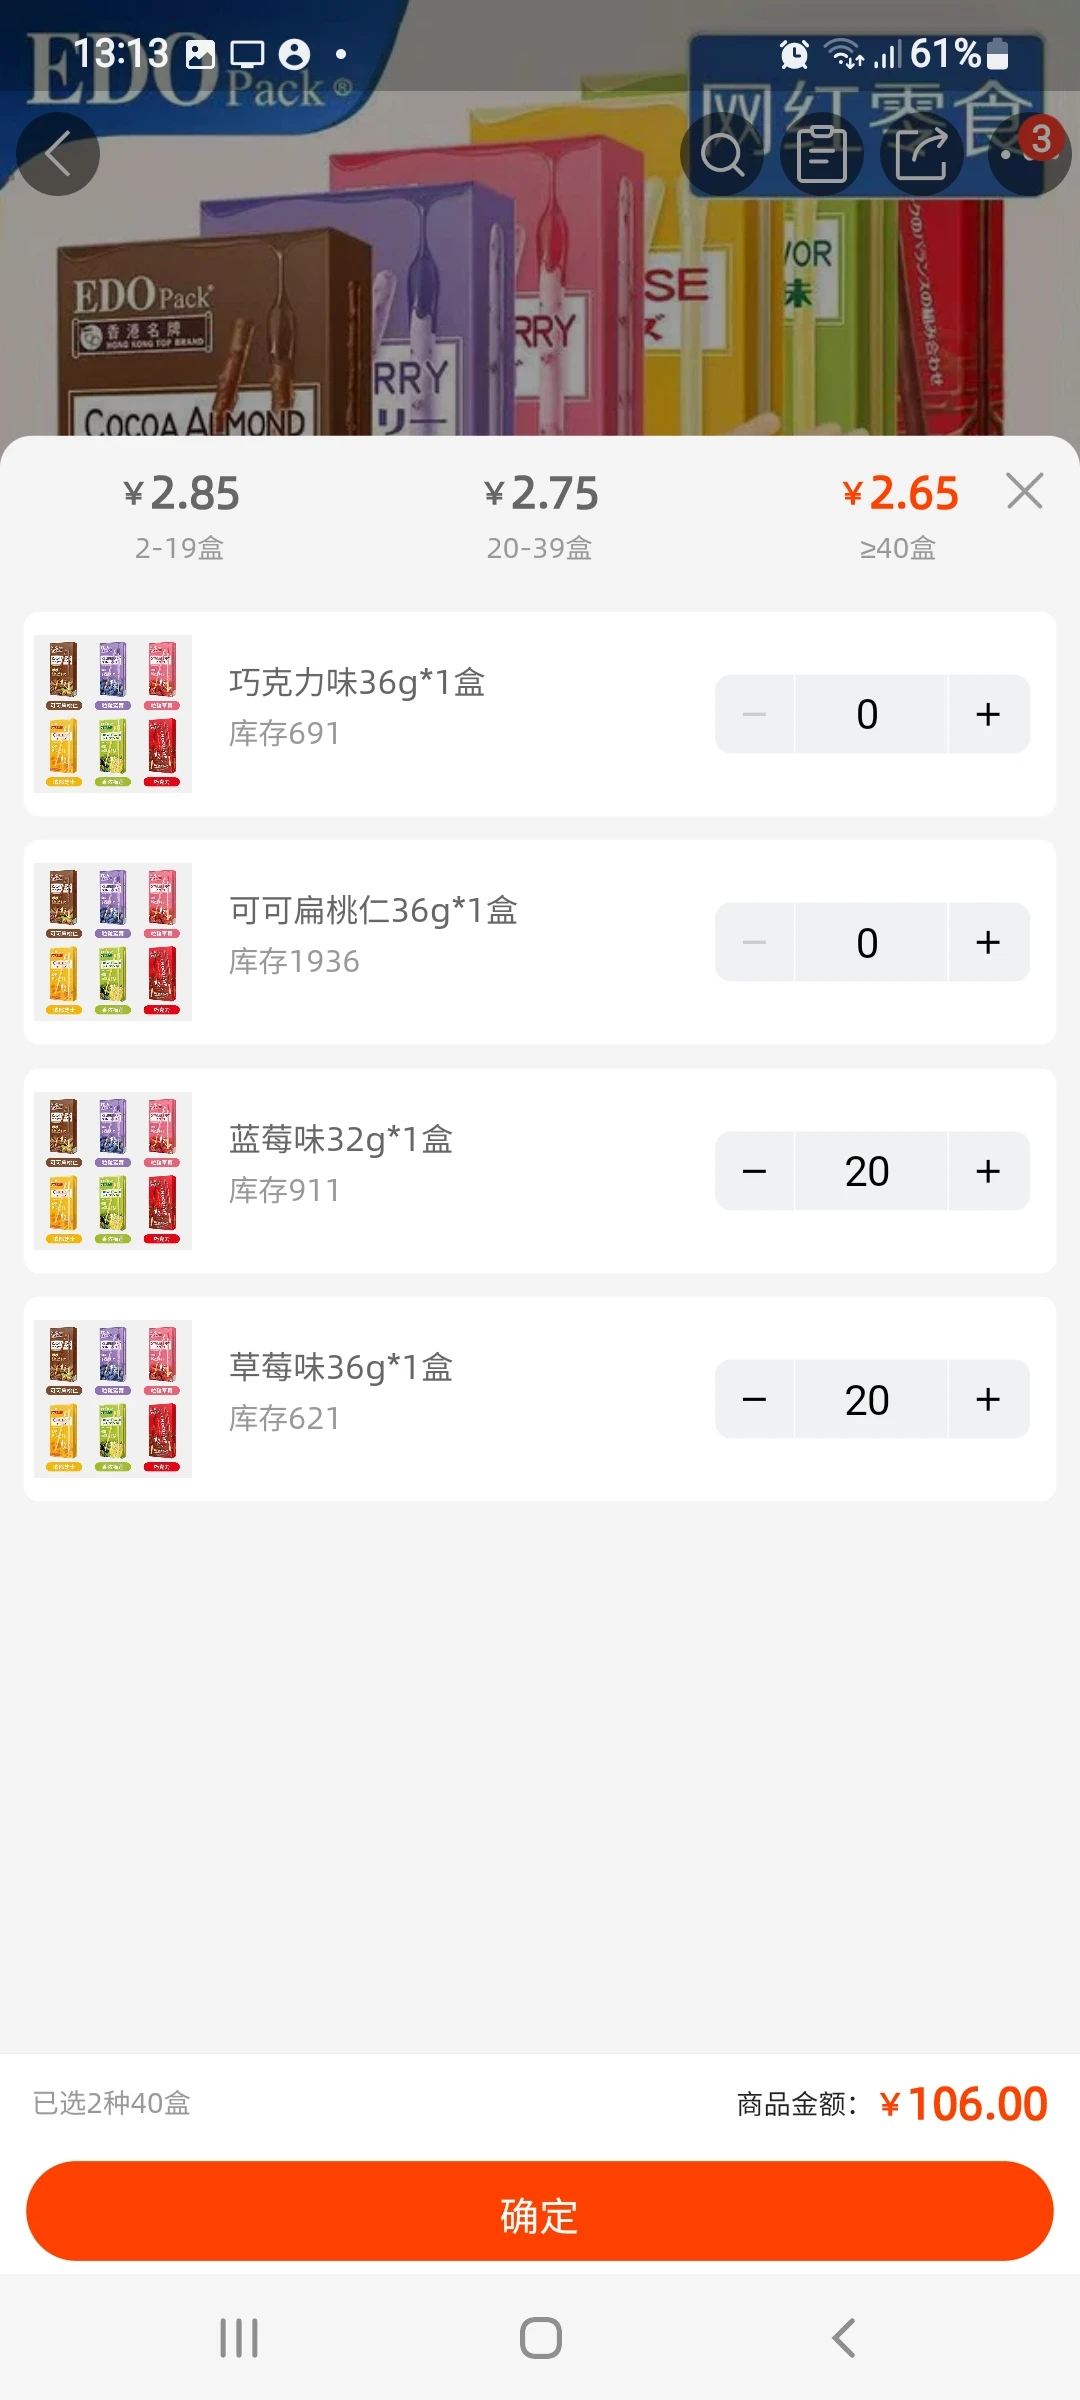 13:13
61%
EDO Pack®
网红零食
3
EDO Pack
香港名牌
HONG KONG TOP BRAND
COCOA ALMOND
RRY
リー
RRY
SE
ズ
VOR
味
¥2.85
2-19盒
¥2.75
20-39盒
¥2.65
≥40盒
巧克力味36g*1盒
库存691
0
可可扁桃仁36g*1盒
库存1936
0
蓝莓味32g*1盒
库存911
20
草莓味36g*1盒
库存621
20
已选2种40盒
商品金额：¥106.00
确定